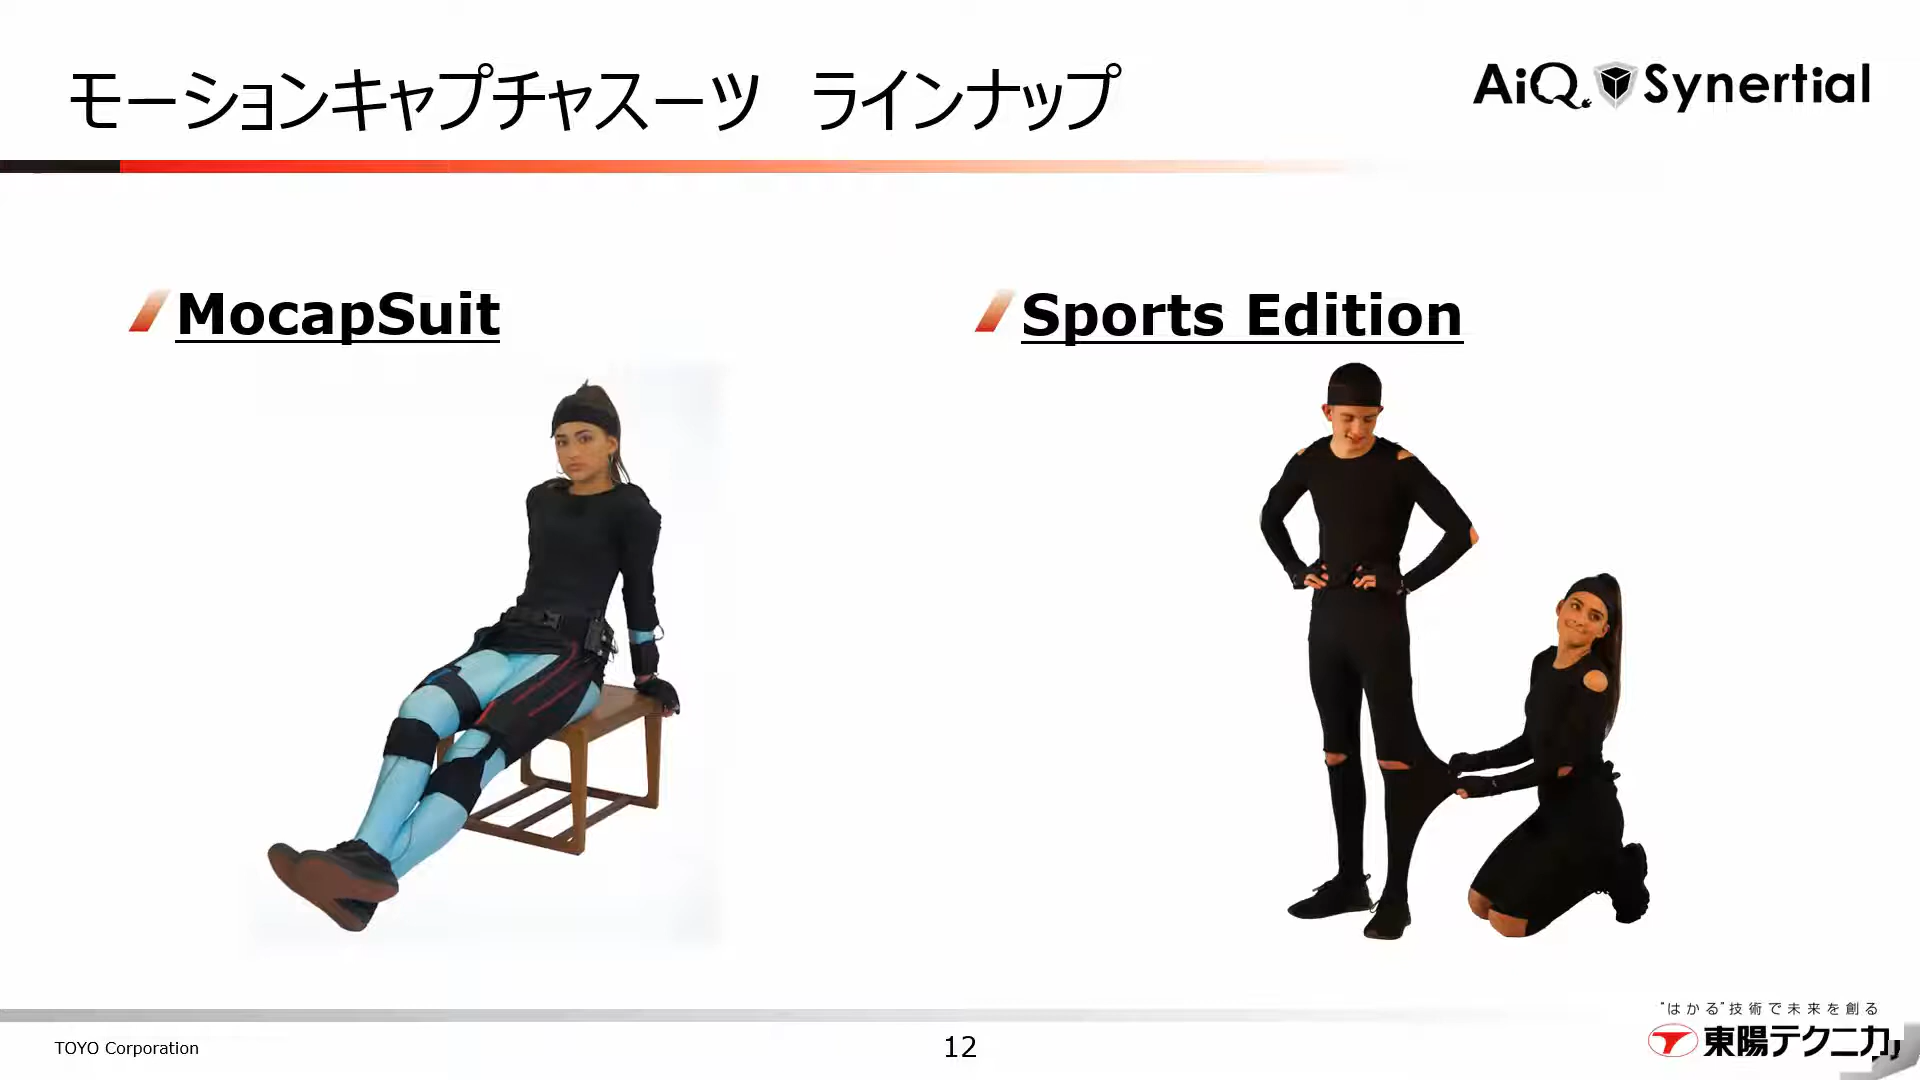 モーションキャプチャスーツ　ラインナップ
AiQ Synertial
MocapSuit
Sports Edition
TOYO Corporation
12
“はかる”技術で未来を創る
東陽テクニカ